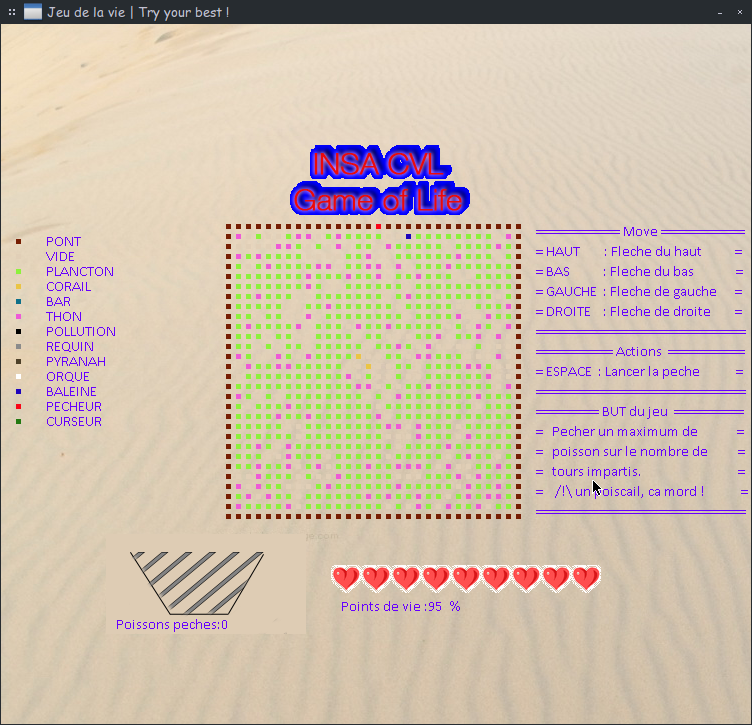 Jeu de la vie | Try your best !
INSA CVL
Game of Life
PONT
VIDE
PLANCTON
CORAIL
BAR
THON
POLLUTION
REQUIN
PYRANAH
ORQUE
BALEINE
PECHEUR
CURSEUR
Move
= HAUT : Fleche du haut =
= BAS : Fleche du bas =
= GAUCHE : Fleche de gauche =
= DROITE : Fleche de droite =
Actions
= ESPACE : Lancer la peche =
BUT du jeu
= Pecher un maximum de =
= poisson sur le nombre de =
= tours impartis. =
= /!\ un poiscail, ca mord ! =
Poissons peches:0
Points de vie :95 %